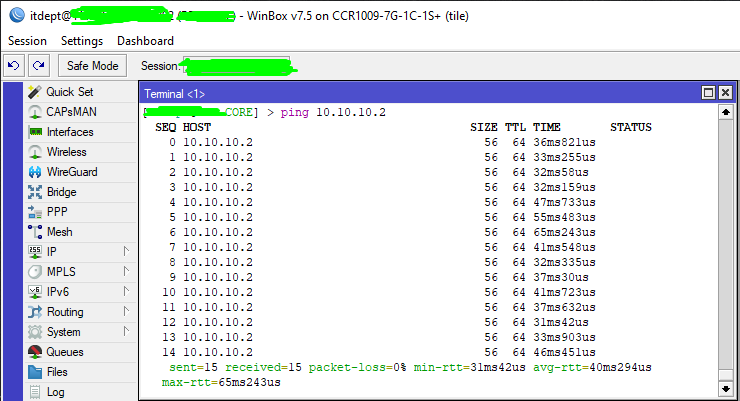 itdept@ - WinBox v7.5 on CCR1009-7G-1C-1S+ (tile)
Session Settings Dashboard
Safe Mode Session:
Quick Set
CAPsMAN
Interfaces
Wireless
WireGuard
Bridge
PPP
Mesh
IP
MPLS
IPv6
Routing
System
Queues
Files
Log
Terminal <1>
CORE] > ping 10.10.10.2
SEQ HOST SIZE TTL TIME STATUS
0 10.10.10.2 56 64 36ms821us
1 10.10.10.2 56 64 33ms255us
2 10.10.10.2 56 64 32ms58us
3 10.10.10.2 56 64 32ms159us
4 10.10.10.2 56 64 47ms733us
5 10.10.10.2 56 64 55ms483us
6 10.10.10.2 56 64 65ms243us
7 10.10.10.2 56 64 41ms548us
8 10.10.10.2 56 64 32ms335us
9 10.10.10.2 56 64 37ms30us
10 10.10.10.2 56 64 41ms723us
11 10.10.10.2 56 64 37ms632us
12 10.10.10.2 56 64 31ms42us
13 10.10.10.2 56 64 33ms903us
14 10.10.10.2 56 64 46ms451us
sent=15 received=15 packet-loss=0% min-rtt=31ms42us avg-rtt=40ms294us
max-rtt=65ms243us